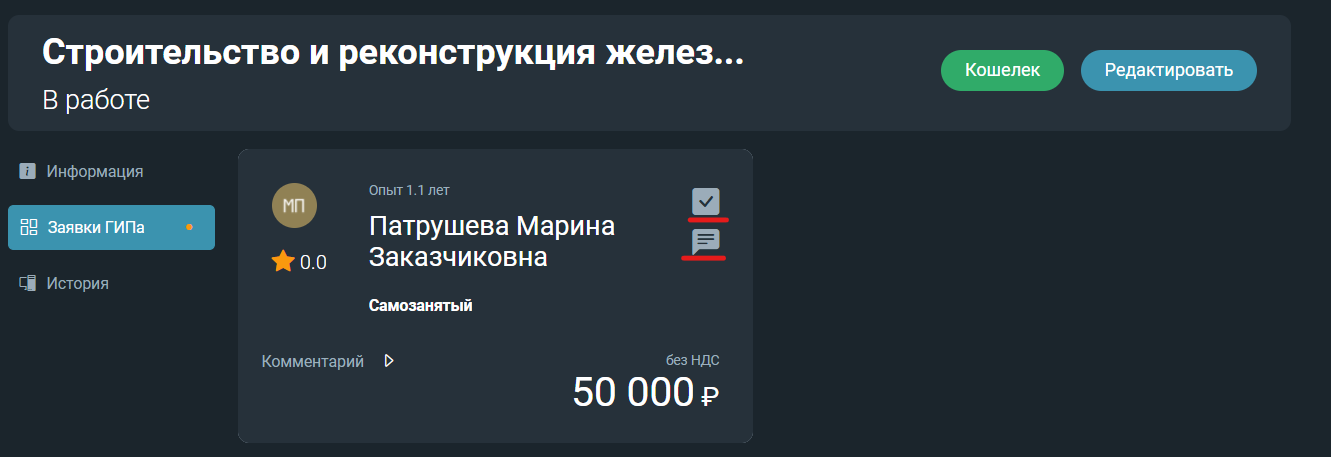 Строительство и реконструкция желез...
В работе
Кошелек
Редактировать
Информация
Заявки ГИПа
История
МП
0.0
Опыт 1.1 лет
Патрушева Марина
Заказчиковна
Самозанятый
Комментарий
без НДС
50 000 ₽